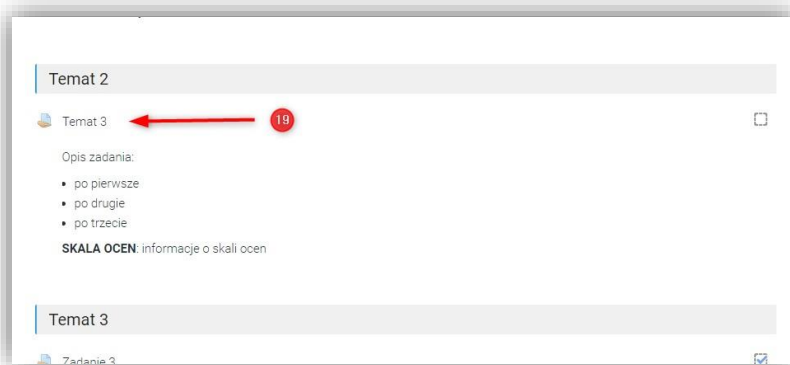 Temat 2
Temat 3
19
Opis zadania:
• po pierwsze
• po drugie
• po trzecie
SKALA OCEN: informacje o skali ocen
Temat 3
Zadanie 3